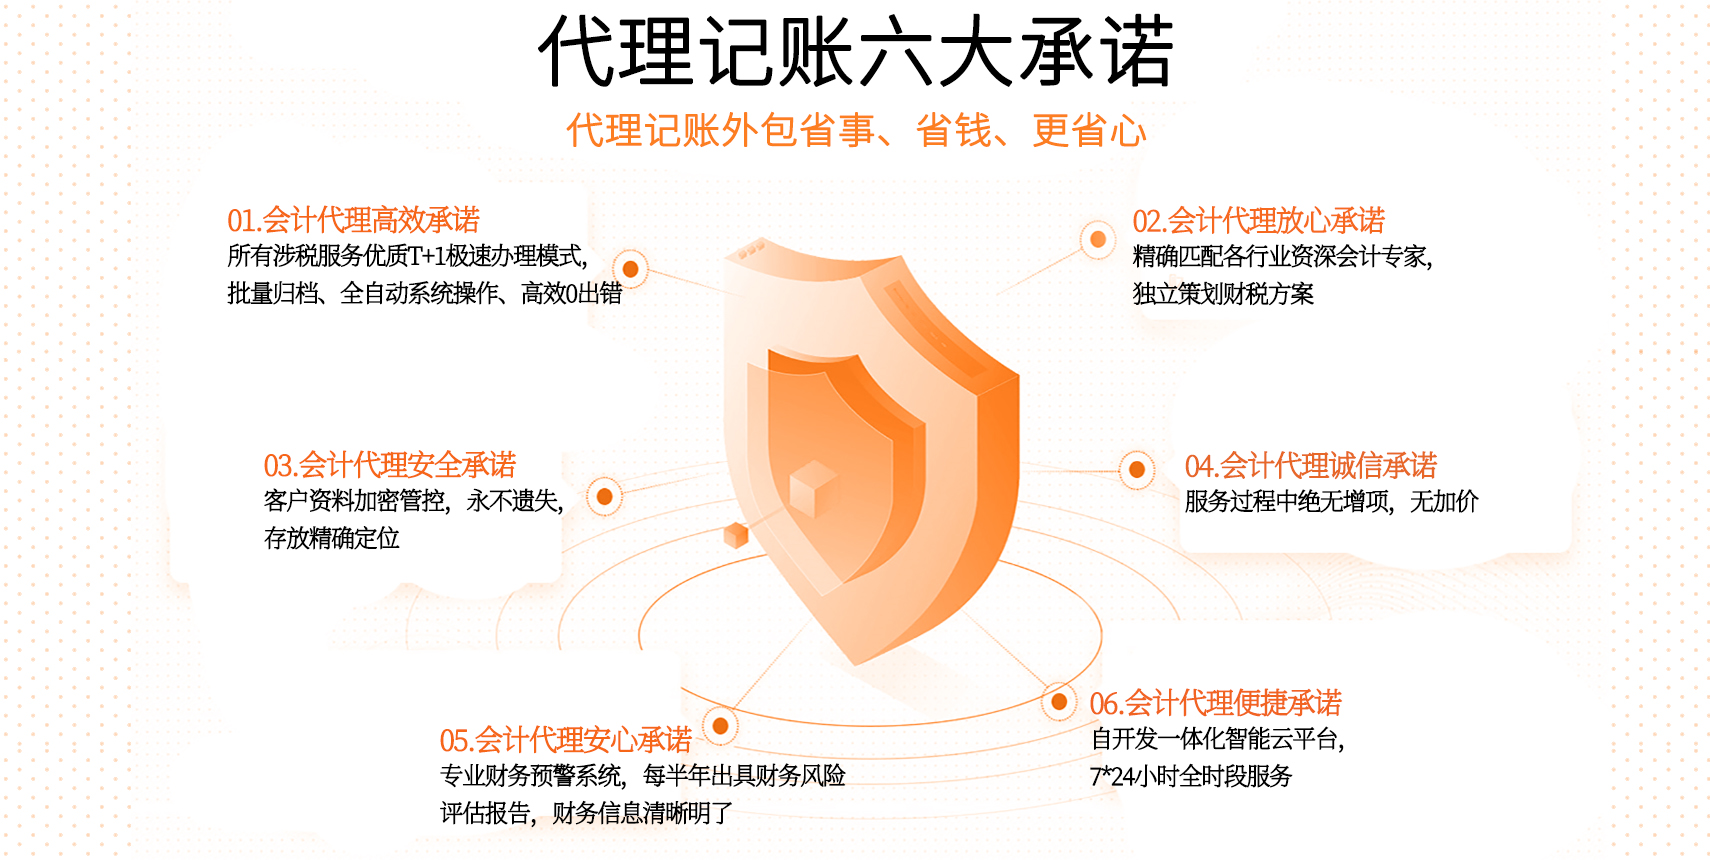 代理记账六大承诺
代理记账外包省事、省钱、更省心
01.会计代理高效承诺
所有涉税服务优质T+1极速办理模式，
批量归档、全自动系统操作、高效0出错
02.会计代理放心承诺
精确匹配各行业资深会计专家，
独立策划财税方案
03.会计代理安全承诺
客户资料加密管控，永不遗失，
存放精确定位
04.会计代理诚信承诺
服务过程中绝无增项，无加价
05.会计代理安心承诺
专业财务预警系统，每半年出具财务风险
评估报告，财务信息清晰明了
06.会计代理便捷承诺
自开发一体化智能云平台，
7*24小时全时段服务